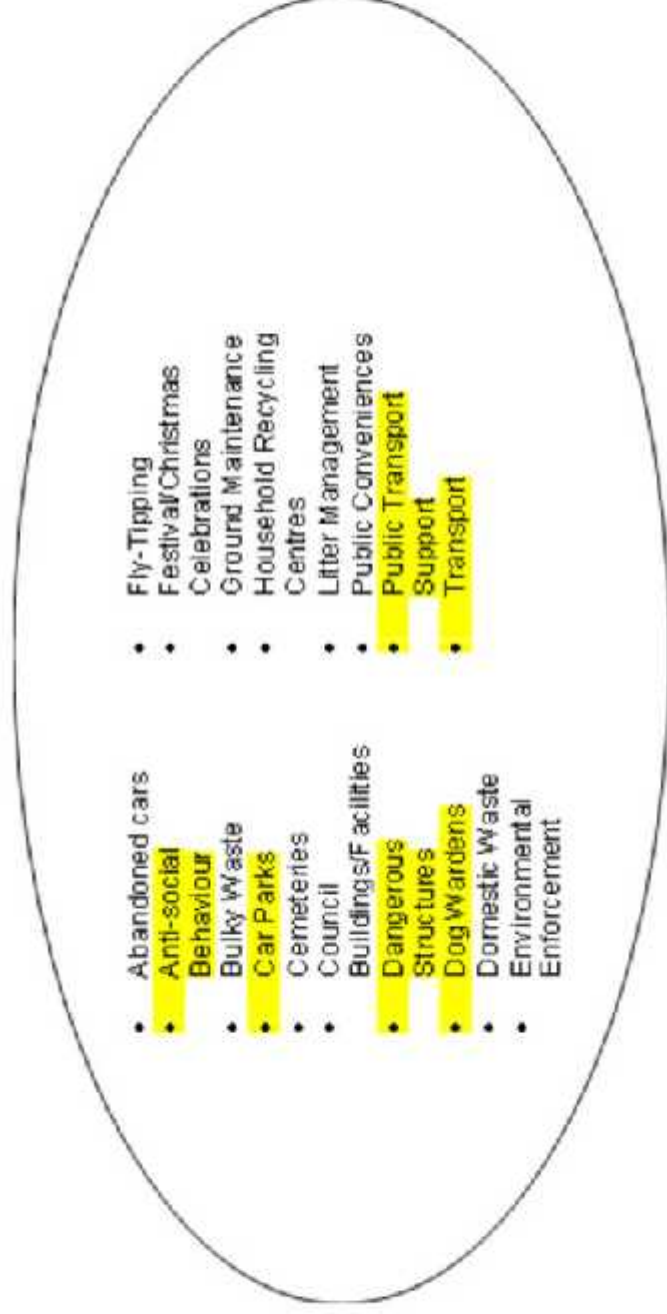 • Abandoned cars
• Anti-social
Behaviour
• Bulky Waste
• Car Parks
• Cemeteries
• Council
Buildings/Facilities
• Dangerous
Structures
• Dog Wardens
• Domestic Waste
• Environmental
Enforcement
• Fly-Tipping
• Festival/Christmas
Celebrations
• Ground Maintenance
• Household Recycling
Centres
• Litter Management
• Public Conveniences
• Public Transport
Support
• Transport